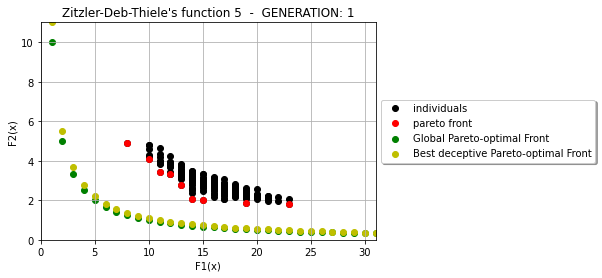 Zitzler-Deb-Thiele's function 5 - GENERATION: 1
10
8
6
4
2
0
F2(x)
0 5 10 15 20 25 30
F1(x)
individuals
pareto front
Global Pareto-optimal Front
Best deceptive Pareto-optimal Front